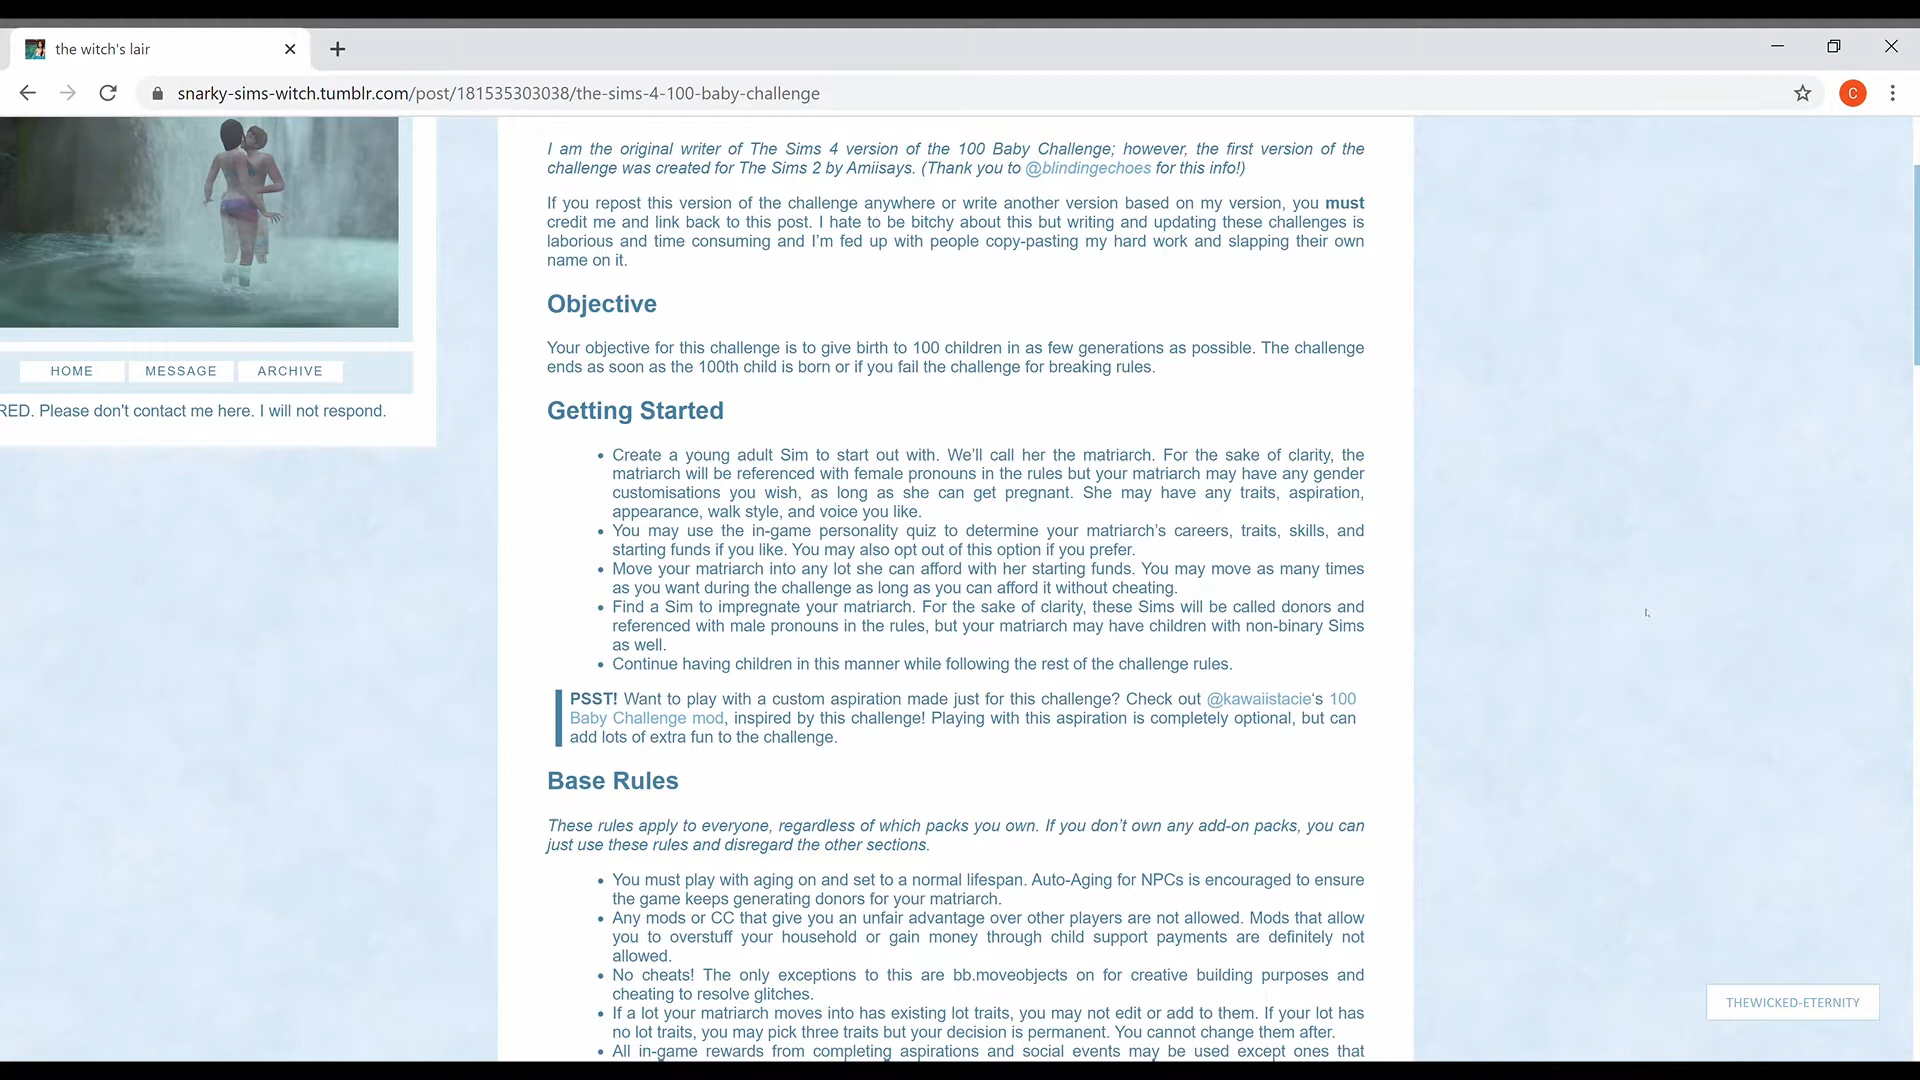 the witch's lair
snarky-sims-witch.tumblr.com/post/181535303038/the-sims-4-100-baby-challenge
C
HOME MESSAGE ARCHIVE
RED. Please don't contact me here. I will not respond.
I am the original writer of The Sims 4 version of the 100 Baby Challenge; however, the first version of the
challenge was created for The Sims 2 by Amiisays. (Thank you to @blindingechoes for this info!)
If you repost this version of the challenge anywhere or write another version based on my version, you must
credit me and link back to this post. I hate to be bitchy about this but writing and updating these challenges is
laborious and time consuming and I'm fed up with people copy-pasting my hard work and slapping their own
name on it.
Objective
Your objective for this challenge is to give birth to 100 children in as few generations as possible. The challenge
ends as soon as the 100th child is born or if you fail the challenge for breaking rules.
Getting Started
• Create a young adult Sim to start out with. We'll call her the matriarch. For the sake of clarity, the
matriarch will be referenced with female pronouns in the rules but your matriarch may have any gender
customisations you wish, as long as she can get pregnant. She may have any traits, aspiration,
appearance, walk style, and voice you like.
• You may use the in-game personality quiz to determine your matriarch's careers, traits, skills, and
starting funds if you like. You may also opt out of this option if you prefer.
• Move your matriarch into any lot she can afford with her starting funds. You may move as many times
as you want during the challenge as long as you can afford it without cheating.
• Find a Sim to impregnate your matriarch. For the sake of clarity, these Sims will be called donors and
referenced with male pronouns in the rules, but your matriarch may have children with non-binary Sims
as well.
• Continue having children in this manner while following the rest of the challenge rules.
PSST! Want to play with a custom aspiration made just for this challenge? Check out @kawaiistacie‘s 100
Baby Challenge mod, inspired by this challenge! Playing with this aspiration is completely optional, but can
add lots of extra fun to the challenge.
Base Rules
These rules apply to everyone, regardless of which packs you own. If you don't own any add-on packs, you can
just use these rules and disregard the other sections.
• You must play with aging on and set to a normal lifespan. Auto-Aging for NPCs is encouraged to ensure
the game keeps generating donors for your matriarch.
• Any mods or CC that give you an unfair advantage over other players are not allowed. Mods that allow
you to overstuff your household or gain money through child support payments are definitely not
allowed.
• No cheats! The only exceptions to this are bb.moveobjects on for creative building purposes and
cheating to resolve glitches.
• If a lot your matriarch moves into has existing lot traits, you may not edit or add to them. If your lot has
no lot traits, you may pick three traits but your decision is permanent. You cannot change them after.
• All in-game rewards from completing aspirations and social events may be used except ones that
THEWICKED-ETERNITY